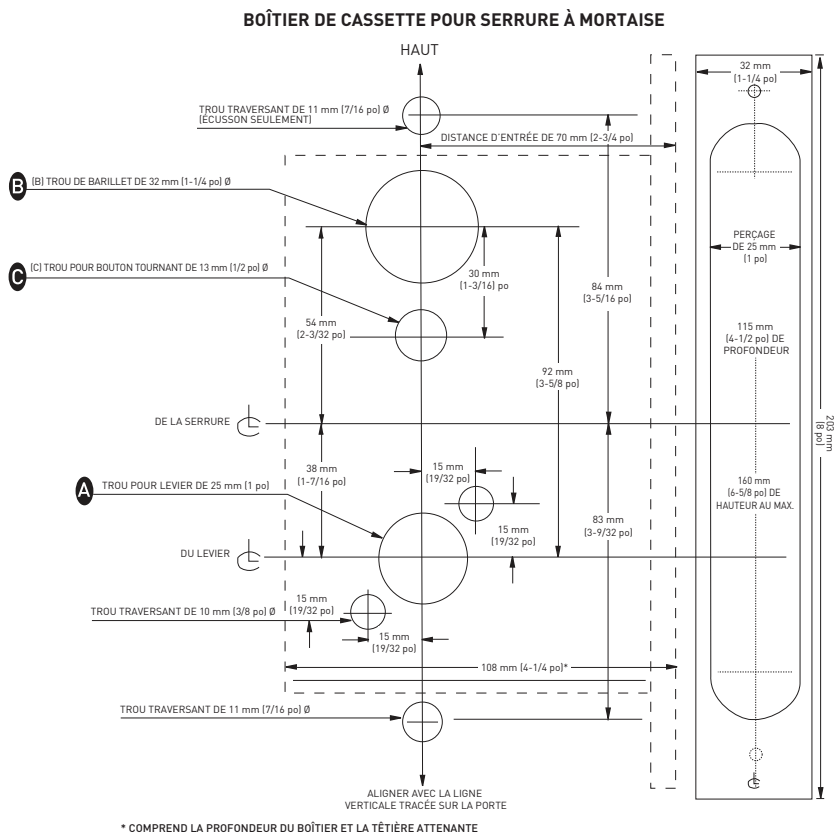 BOÎTIER DE CASSETTE POUR SERRURE À MORTAISE
HAUT
32 mm
(1-1/4 po)
TROU TRAVERSANT DE 11 mm (7/16 po) Ø
(ÉCUSSON SEULEMENT)
DISTANCE D'ENTRÉE DE 70 mm (2-3/4 po)
B
(B) TROU DE BARILLET DE 32 mm (1-1/4 po) Ø
C
(C) TROU POUR BOUTON TOURNANT DE 13 mm (1/2 po) Ø
PERÇAGE
DE 25 mm
(1 po)
30 mm
(1-3/16) po
84 mm
(3-5/16 po)
54 mm
(2-3/32 po)
115 mm
(4-1/2 po) DE
PROFONDEUR
92 mm
(3-5/8 po)
203 mm
(8 po)
DE LA SERRURE
CL
38 mm
(1-7/16 po)
15 mm
(19/32 po)
A
TROU POUR LEVIER DE 25 mm (1 po)
160 mm
(6-5/8 po) DE
HAUTEUR AU MAX.
83 mm
(3-9/32 po)
15 mm
(19/32 po)
DU LEVIER
CL
15 mm
(19/32 po)
TROU TRAVERSANT DE 10 mm (3/8 po) Ø
15 mm
(19/32 po)
108 mm (4-1/4 po)*
TROU TRAVERSANT DE 11 mm (7/16 po) Ø
CL
ALIGNER AVEC LA LIGNE
VERTICALE TRACÉE SUR LA PORTE
* COMPREND LA PROFONDEUR DU BOÎTIER ET LA TÊTIÈRE ATTENANTE